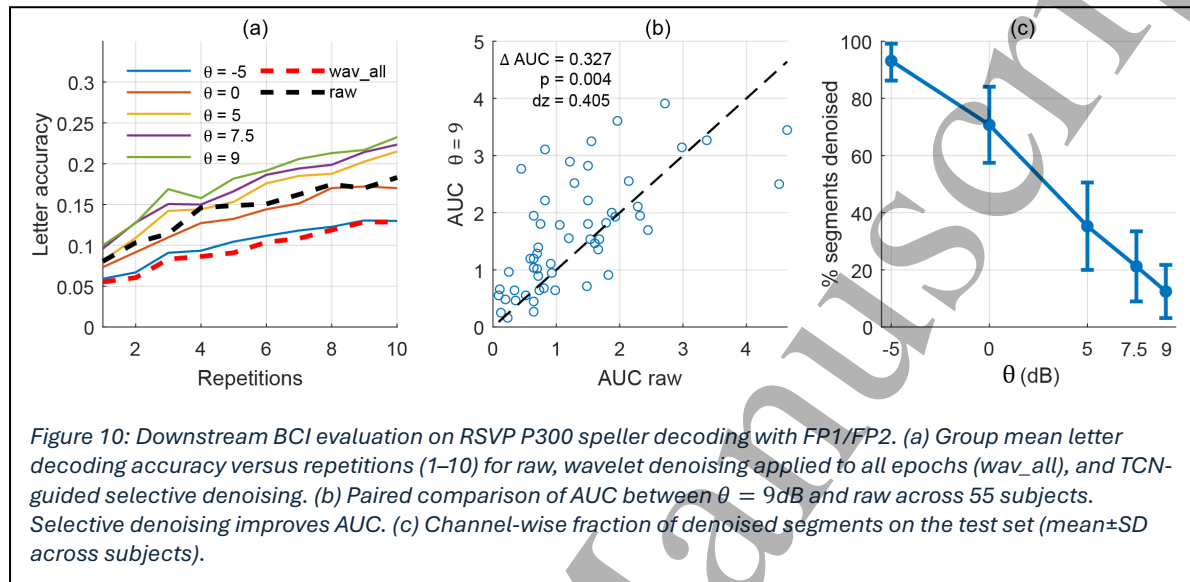 (a)
0.3
0.25
0.2
0.15
0.1
0.05
0
Letter accuracy
θ = -5
θ = 0
θ = 5
θ = 7.5
θ = 9
wav_all
raw
2 4 6 8 10
Repetitions
(b)
5
4
3
2
1
0
AUC θ = 9
Δ AUC = 0.327
p = 0.004
dz = 0.405
0 1 2 3 4
AUC raw
(c)
100
80
60
40
20
0
% segments denoised
-5 0 5 7.5 9
θ (dB)
Figure 10: Downstream BCI evaluation on RSVP P300 speller decoding with FP1/FP2. (a) Group mean letter
decoding accuracy versus repetitions (1–10) for raw, wavelet denoising applied to all epochs (wav_all), and TCN-
guided selective denoising. (b) Paired comparison of AUC between θ = 9dB and raw across 55 subjects.
Selective denoising improves AUC. (c) Channel-wise fraction of denoised segments on the test set (mean±SD
across subjects).